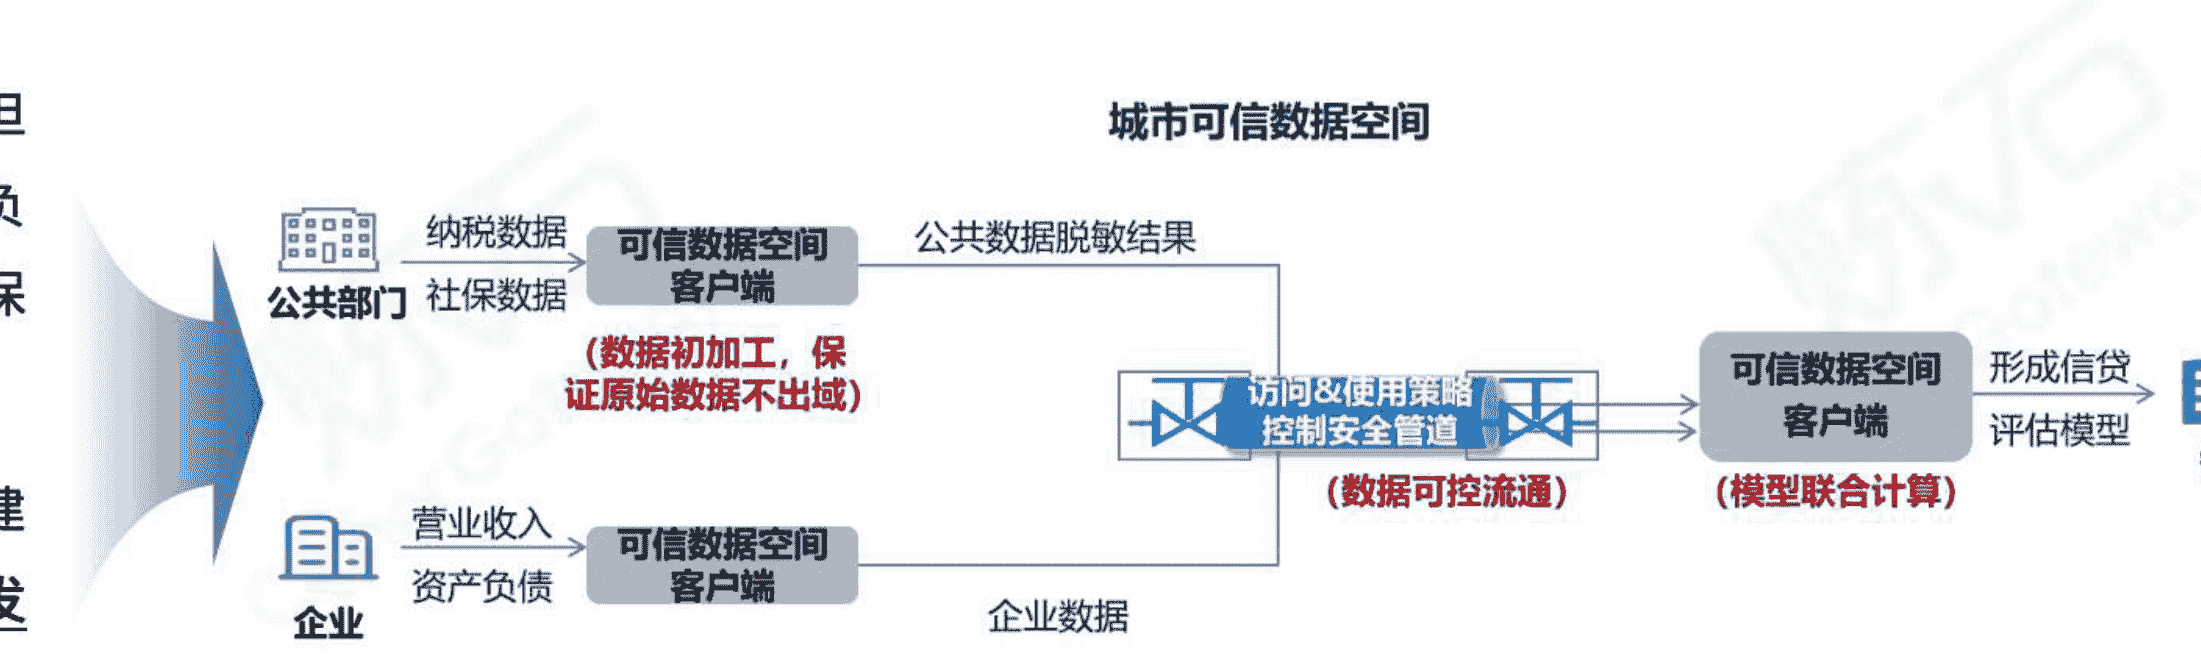 担
负
保
建
发
城市可信数据空间
纳税数据
社保数据
公共部门
可信数据空间
客户端
（数据初加工，保
证原始数据不出域）
公共数据脱敏结果
营业收入
资产负债
企业
可信数据空间
客户端
企业数据
访问&使用策略
控制安全管道
（数据可控流通）
可信数据空间
客户端
（模型联合计算）
形成信贷
评估模型